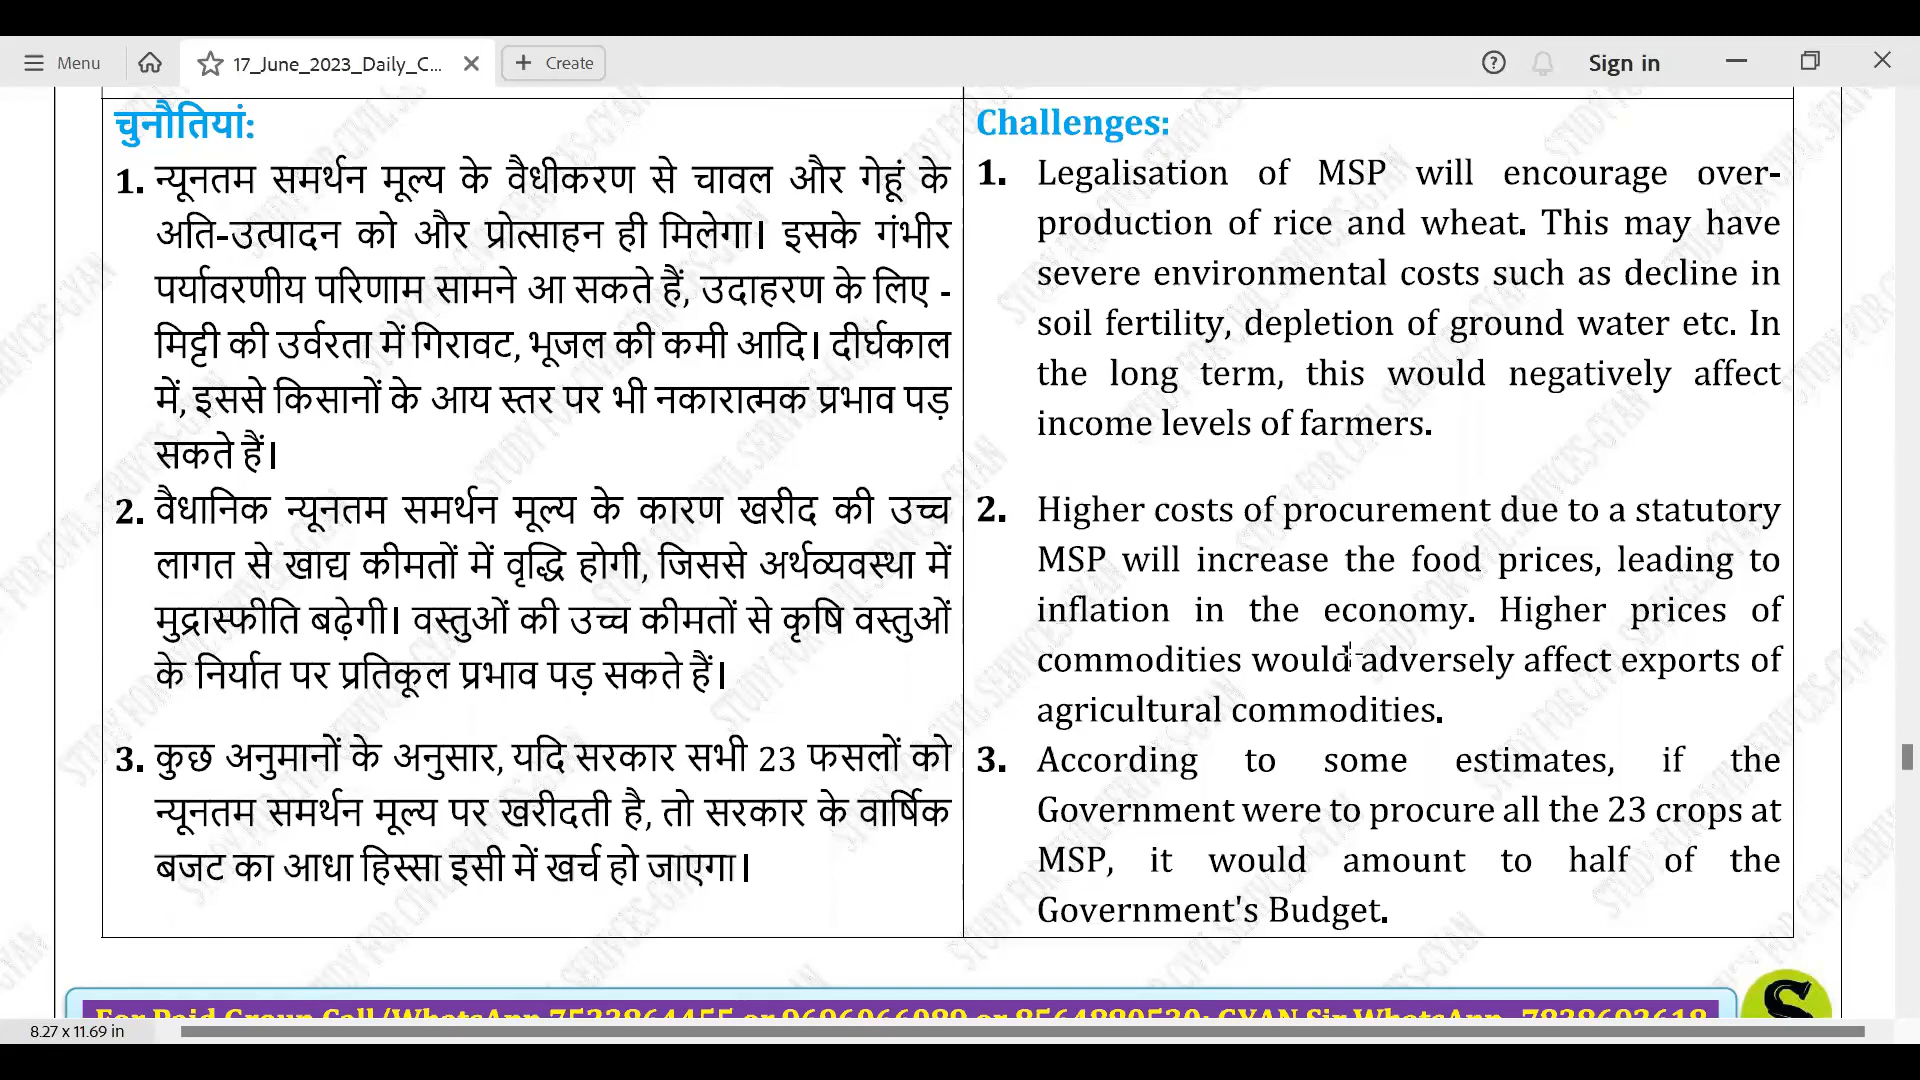 Menu
17_June_2023_Daily_C...
Create
Sign in
चुनौतियां:
1. न्यूनतम समर्थन मूल्य के वैधीकरण से चावल और गेहूं के
अति-उत्पादन को और प्रोत्साहन ही मिलेगा। इसके गंभीर
पर्यावरणीय परिणाम सामने आ सकते हैं, उदाहरण के लिए -
मिट्टी की उर्वरता में गिरावट, भूजल की कमी आदि। दीर्घकाल
में, इससे किसानों के आय स्तर पर भी नकारात्मक प्रभाव पड़
सकते हैं।
2. वैधानिक न्यूनतम समर्थन मूल्य के कारण खरीद की उच्च
लागत से खाद्य कीमतों में वृद्धि होगी, जिससे अर्थव्यवस्था में
मुद्रास्फीति बढ़ेगी। वस्तुओं की उच्च कीमतों से कृषि वस्तुओं
के निर्यात पर प्रतिकूल प्रभाव पड़ सकते हैं।
3. कुछ अनुमानों के अनुसार, यदि सरकार सभी 23 फसलों को
न्यूनतम समर्थन मूल्य पर खरीदती है, तो सरकार के वार्षिक
बजट का आधा हिस्सा इसी में खर्च हो जाएगा।
Challenges:
1. Legalisation of MSP will encourage over-
production of rice and wheat. This may have
severe environmental costs such as decline in
soil fertility, depletion of ground water etc. In
the long term, this would negatively affect
income levels of farmers.
2. Higher costs of procurement due to a statutory
MSP will increase the food prices, leading to
inflation in the economy. Higher prices of
commodities would adversely affect exports of
agricultural commodities.
3. According to some estimates, if the
Government were to procure all the 23 crops at
MSP, it would amount to half of the
Government's Budget.
For Paid Group Call/WhatsApp
8.27 x 11.69 in